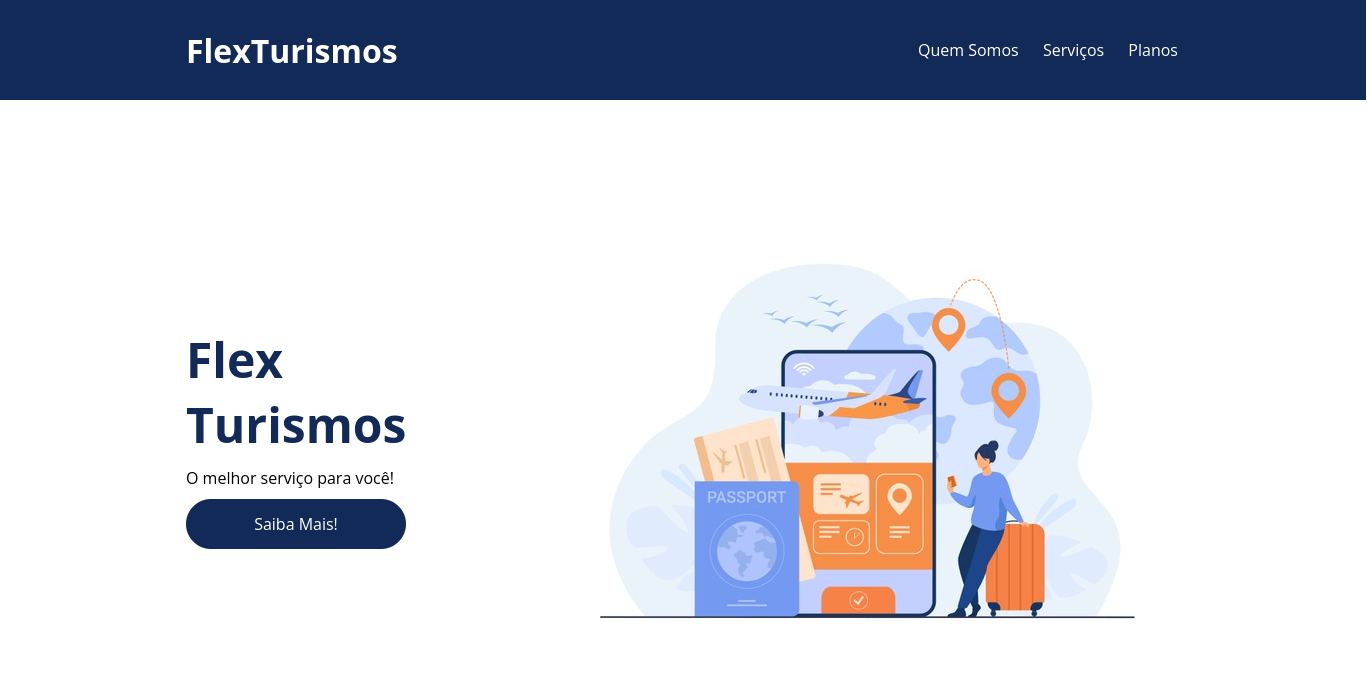 FlexTurismos
Quem Somos Serviços Planos
Flex
Turismos
O melhor serviço para você!
Saiba Mais!
PASSPORT